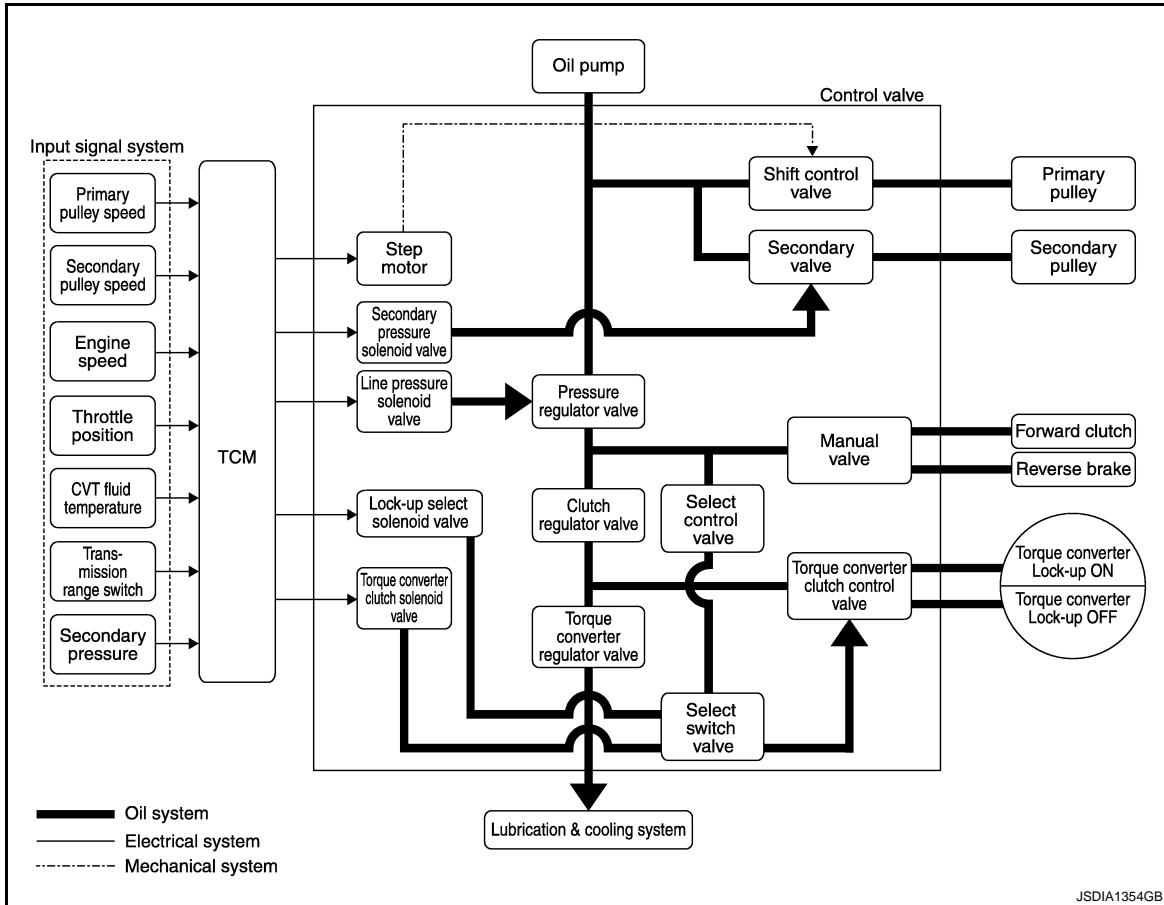 Oil pump
Control valve
Input signal system
Primary
pulley speed
Secondary
pulley speed
Engine
speed
Throttle
position
CVT fluid
temperature
Trans-
mission
range switch
Secondary
pressure
TCM
Step
motor
Secondary
pressure
solenoid valve
Line pressure
solenoid
valve
Lock-up select
solenoid valve
Torque converter
clutch solenoid
valve
Pressure
regulator valve
Clutch
regulator valve
Torque
converter
regulator valve
Select
control
valve
Select
switch
valve
Shift control
valve
Secondary
valve
Manual
valve
Torque converter
clutch control
valve
Primary
pulley
Secondary
pulley
Forward clutch
Reverse brake
Torque converter
Lock-up ON
Torque converter
Lock-up OFF
Lubrication & cooling system
Oil system
Electrical system
Mechanical system
JSDIA1354GB